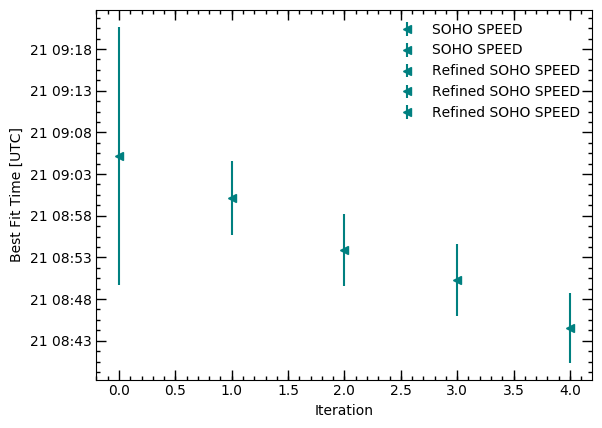 SOHO SPEED
SOHO SPEED
Refined SOHO SPEED
Refined SOHO SPEED
Refined SOHO SPEED
Best Fit Time [UTC]
21 09:18
21 09:13
21 09:08
21 09:03
21 08:58
21 08:53
21 08:48
21 08:43
0.0 0.5 1.0 1.5 2.0 2.5 3.0 3.5 4.0
Iteration